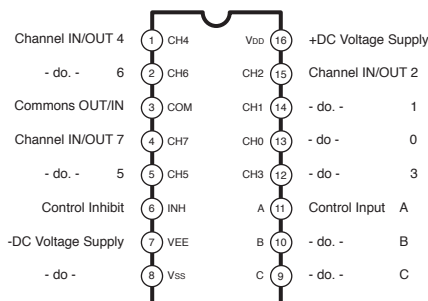 Channel IN/OUT 4 1 CH4 VDD 16 +DC Voltage Supply
- do. - 6 2 CH6 CH2 15 Channel IN/OUT 2
Commons OUT/IN 3 COM CH1 14 - do. - 1
Channel IN/OUT 7 4 CH7 CH0 13 - do - 0
- do. - 5 5 CH5 CH3 12 - do - 3
Control Inhibit 6 INH A 11 Control Input A
-DC Voltage Supply 7 VEE B 10 - do. - B
- do - 8 Vss C 9 - do. - C